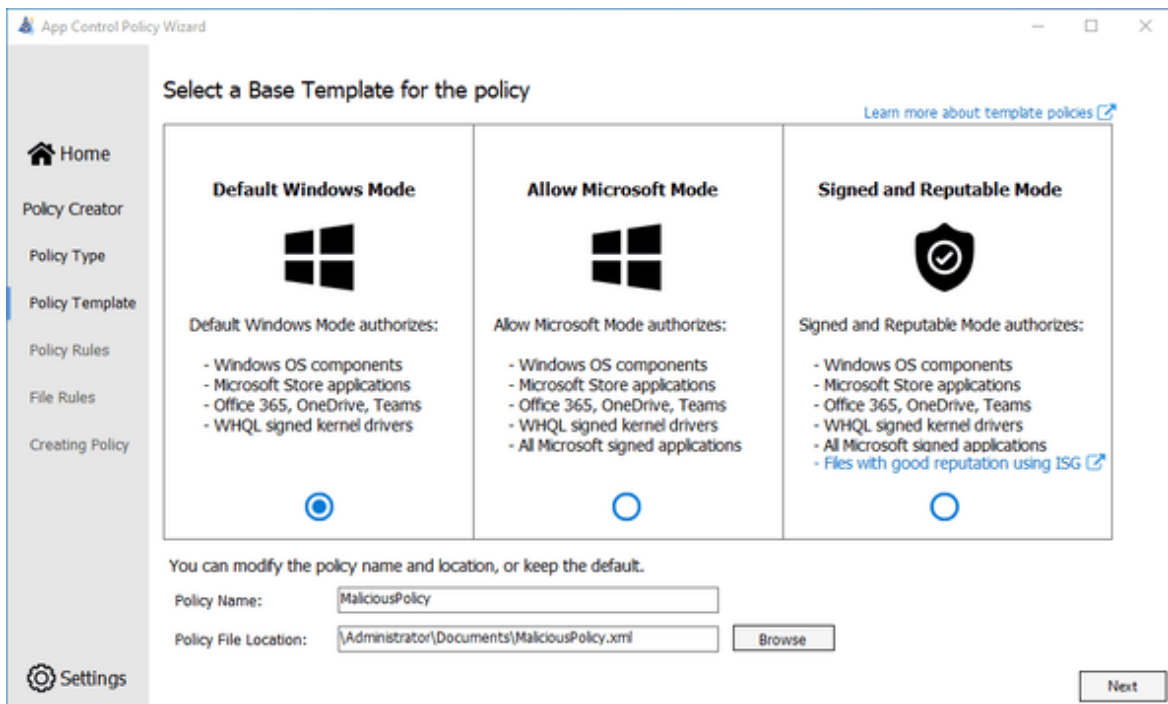 App Control Policy Wizard
Select a Base Template for the policy
Learn more about template policies
Home
Policy Creator
Policy Type
Policy Template
Policy Rules
File Rules
Creating Policy
Settings
Default Windows Mode
Default Windows Mode authorizes:
- Windows OS components
- Microsoft Store applications
- Office 365, OneDrive, Teams
- WHQL signed kernel drivers
Allow Microsoft Mode
Allow Microsoft Mode authorizes:
- Windows OS components
- Microsoft Store applications
- Office 365, OneDrive, Teams
- WHQL signed kernel drivers
- All Microsoft signed applications
Signed and Reputable Mode
Signed and Reputable Mode authorizes:
- Windows OS components
- Microsoft Store applications
- Office 365, OneDrive, Teams
- WHQL signed kernel drivers
- All Microsoft signed applications
- Files with good reputation using ISG
You can modify the policy name and location, or keep the default.
Policy Name: MaliciousPolicy
Policy File Location: \Administrator\Documents\MaliciousPolicy.xml Browse
Next